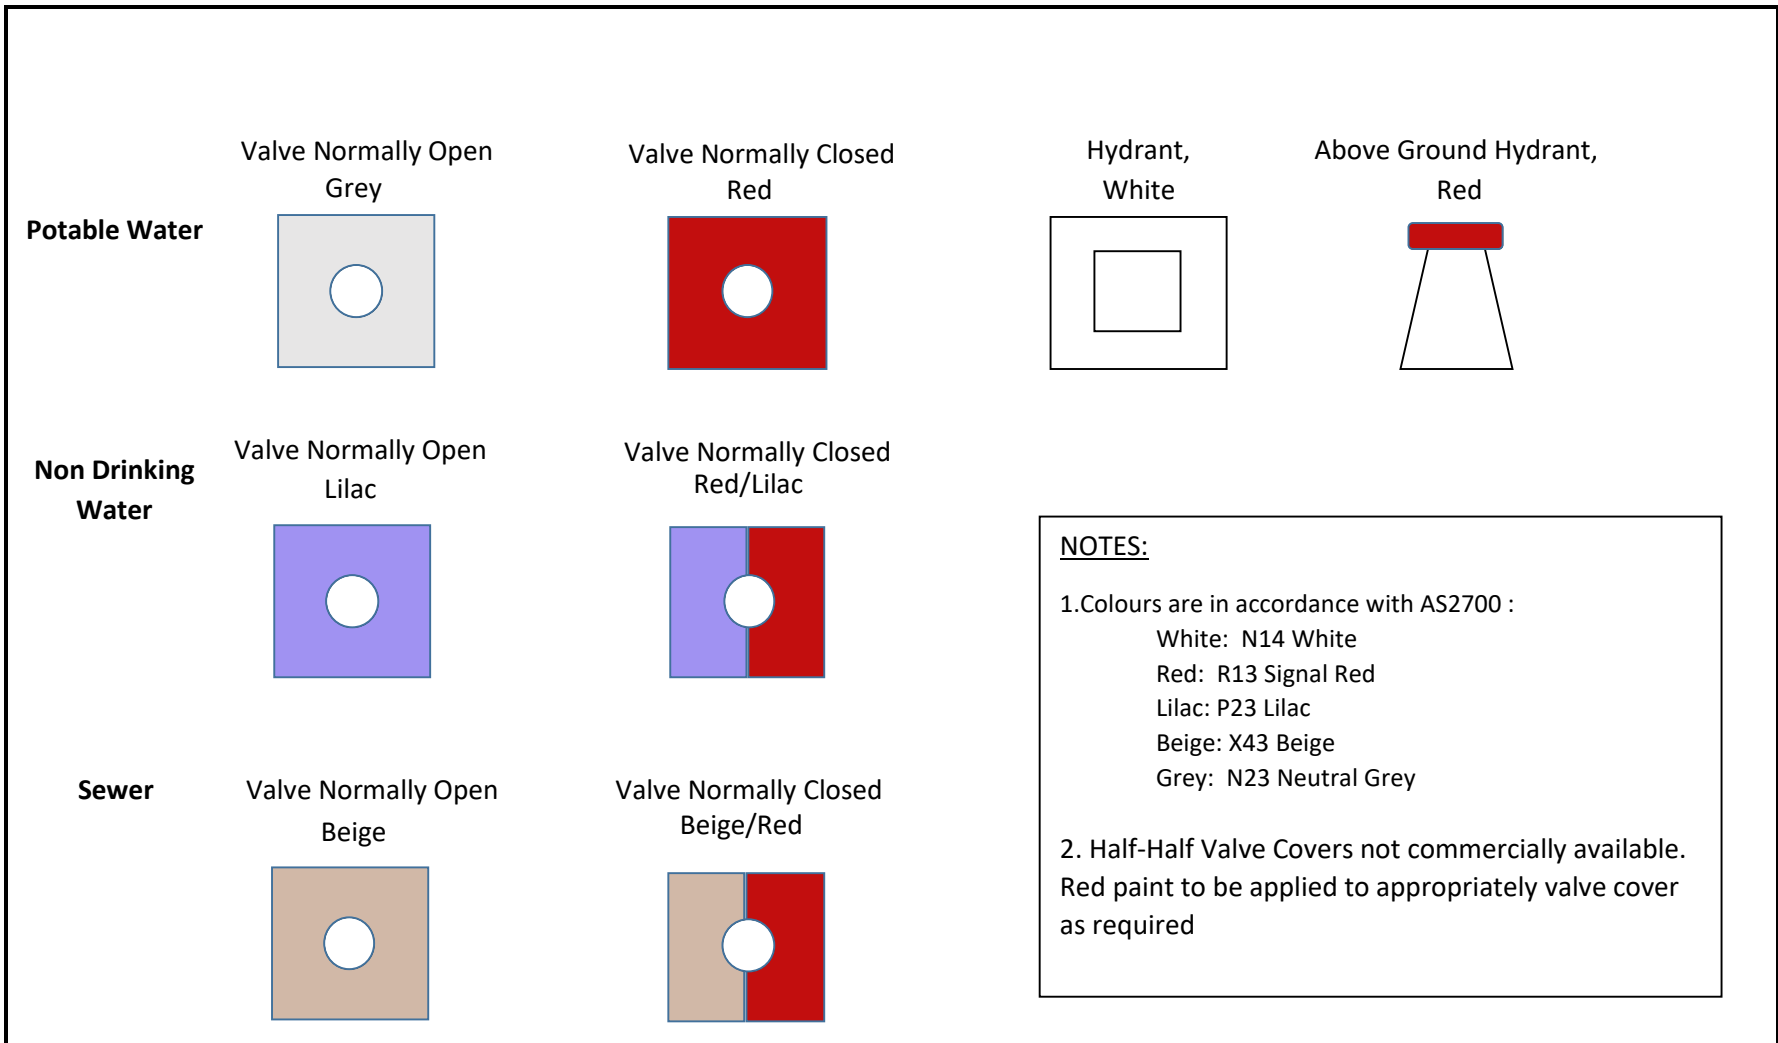 Valve Normally Open
Grey
Valve Normally Closed
Red
Hydrant,
White
Above Ground Hydrant,
Red
Potable Water
Valve Normally Open
Lilac
Valve Normally Closed
Red/Lilac
Non Drinking
Water
NOTES:
1.Colours are in accordance with AS2700 :
White: N14 White
Red: R13 Signal Red
Lilac: P23 Lilac
Beige: X43 Beige
Grey: N23 Neutral Grey
2. Half-Half Valve Covers not commercially available.
Red paint to be applied to appropriately valve cover
as required
Sewer
Valve Normally Open
Beige
Valve Normally Closed
Beige/Red